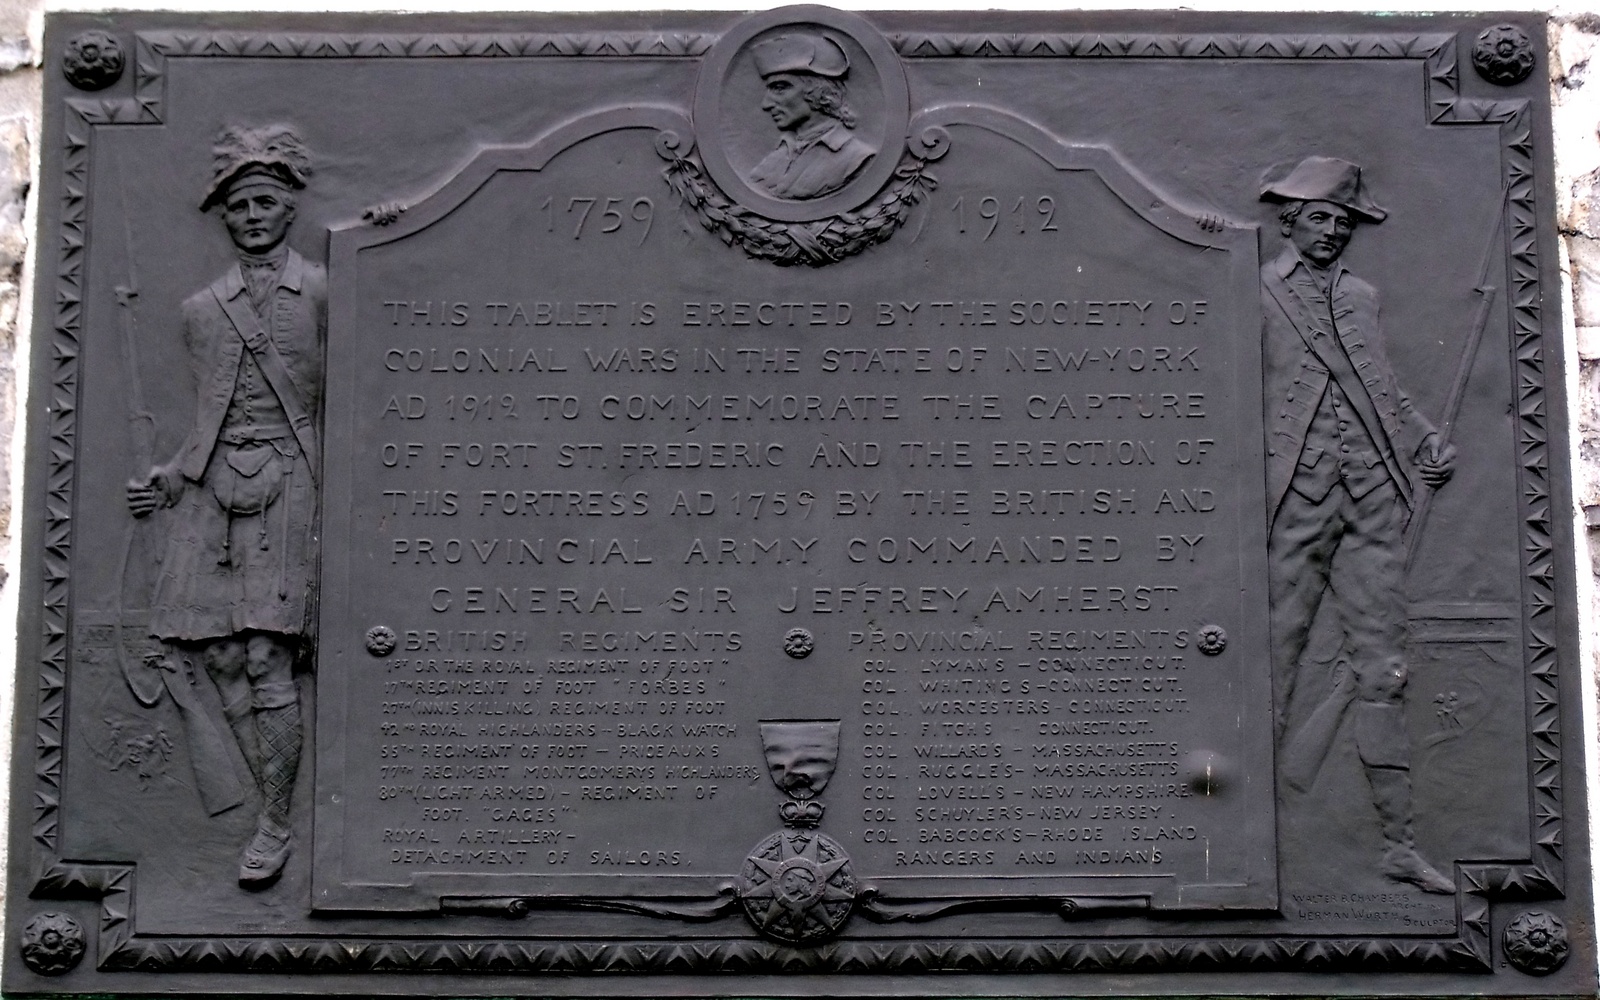 1759 1912
THIS TABLET IS ERECTED BY THE SOCIETY OF
COLONIAL WARS IN THE STATE OF NEW-YORK
AD 1912 TO COMMEMORATE THE CAPTURE
OF FORT ST. FREDERIC AND THE ERECTION OF
THIS FORTRESS AD 1759 BY THE BRITISH AND
PROVINCIAL ARMY COMMANDED BY
GENERAL SIR JEFFREY AMHERST
BRITISH REGIMENTS
1ST OR THE ROYAL REGIMENT OF FOOT"
17TH REGIMENT OF FOOT "FORBES"
27TH (INNISKILLING) REGIMENT OF FOOT
42ND ROYAL HIGHLANDERS - BLACK WATCH
55TH REGIMENT OF FOOT - PRIDEAUXS
77TH REGIMENT MONTGOMERYS HIGHLANDERS
80TH (LIGHT ARMED) - REGIMENT OF
FOOT. "GAGES"
ROYAL ARTILLERY -
DETACHMENT OF SAILORS.
PROVINCIAL REGIMENTS
COL. LYMAN'S - CONNECTICUT.
COL. WHITING'S - CONNECTICUT.
COL. WORCESTERS - CONNECTICUT.
COL. FITCH'S - CONNECTICUT.
COL WILLARD'S - MASSACHUSETTS.
COL. RUGGLE'S - MASSACHUSETTS.
COL LOVELL'S - NEW HAMPSHIRE
COL SCHUYLER'S - NEW JERSEY.
COL. BABCOCK'S - RHODE ISLAND.
RANGERS AND INDIANS.
WALTER B CHAMBERS
HERMAN WURTH SCULPTOR